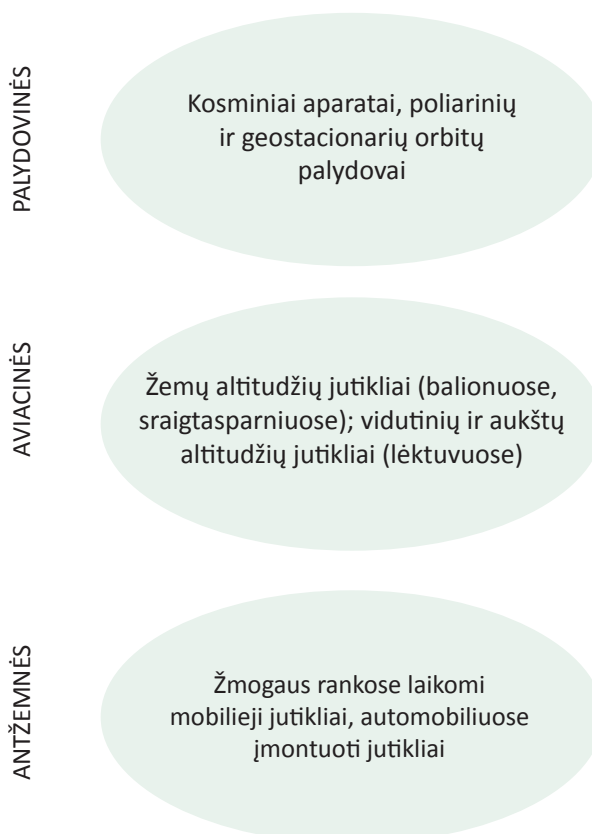 PALYDOVINĖS
Kosminiai aparatai, poliarinių
ir geostacionarių orbitų
palydovai
AVIACINĖS
Žemų altitudžių jutikliai (balionuose,
sraigtasparniuose); vidutinių ir aukštų
altitudžių jutikliai (lėktuvuose)
ANTŽEMNĖS
Žmogaus rankose laikomi
mobilieji jutikliai, automobiliuose
įmontuoti jutikliai